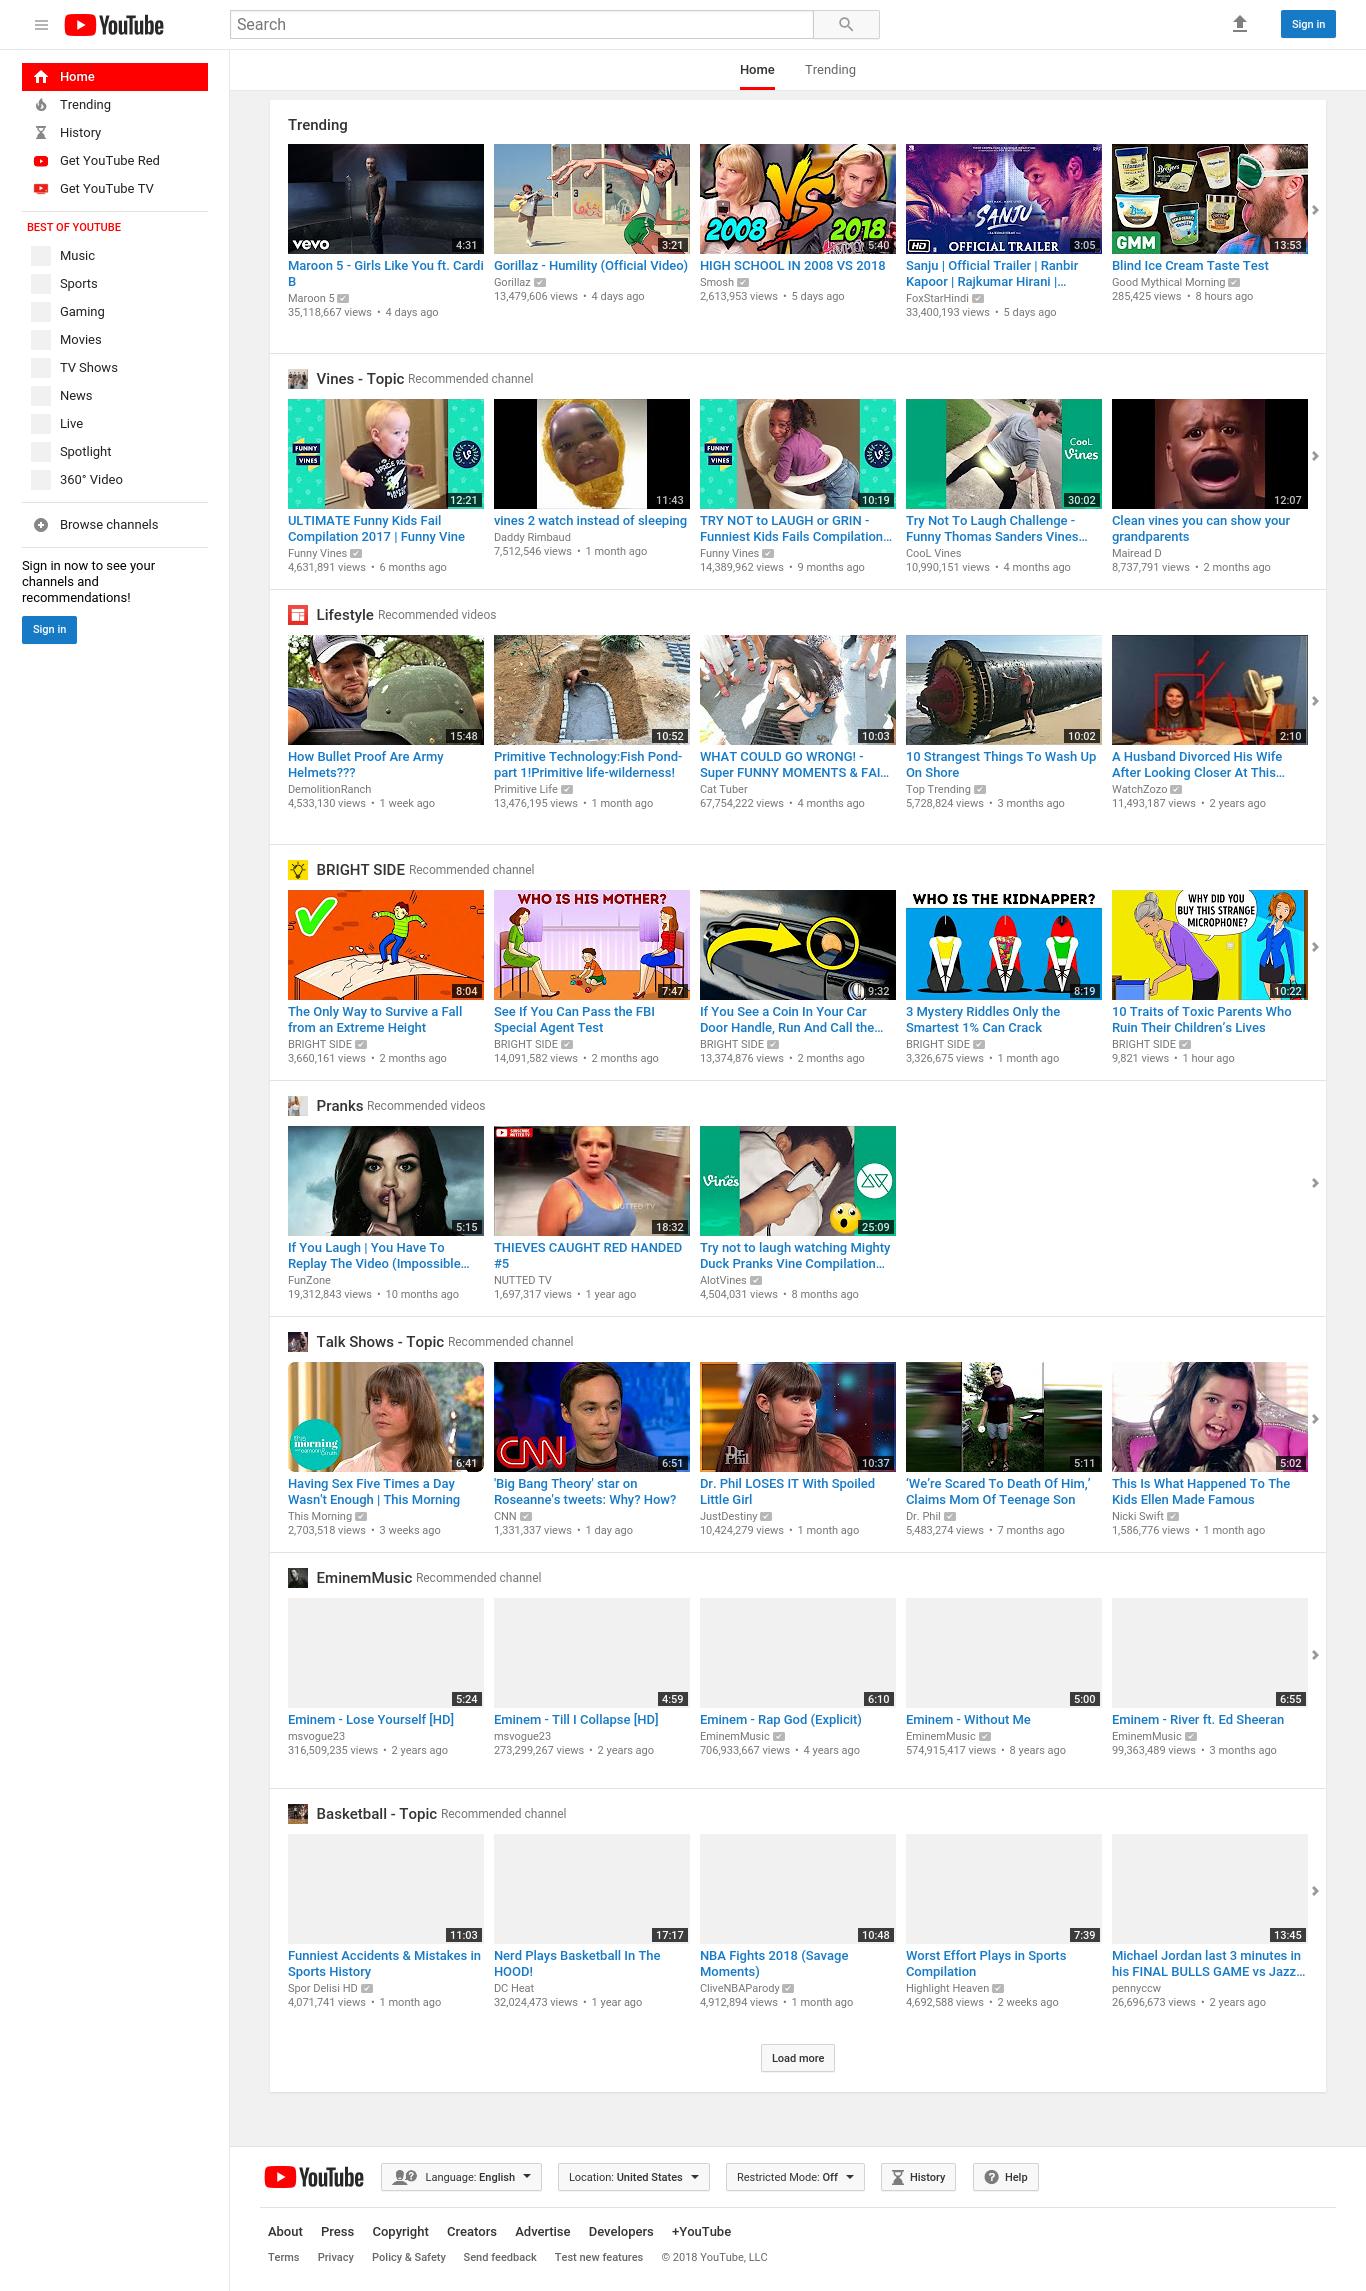 YouTube
Search
Sign in
Home
Trending
History
Get YouTube Red
Get YouTube TV
BEST OF YOUTUBE
Music
Sports
Gaming
Movies
TV Shows
News
Live
Spotlight
360° Video
Browse channels
Sign in now to see your
channels and
recommendations!
Sign in
Home Trending
Trending
vevo 4:31
Maroon 5 - Girls Like You ft. Cardi
B
Maroon 5
35,118,667 views • 4 days ago
2 3 4
3:21
Gorillaz - Humility (Official Video)
Gorillaz
13,479,606 views • 4 days ago
VS
2008 2018
5:40
HIGH SCHOOL IN 2008 VS 2018
Smosh
2,613,953 views • 5 days ago
SANJU
HD OFFICIAL TRAILER 3:05
Sanju | Official Trailer | Ranbir
Kapoor | Rajkumar Hirani |...
FoxStarHindi
33,400,193 views • 5 days ago
GMM 13:53
Blind Ice Cream Taste Test
Good Mythical Morning
285,425 views • 8 hours ago
Vines - Topic Recommended channel
FUNNY
VINES
12:21
ULTIMATE Funny Kids Fail
Compilation 2017 | Funny Vine
Funny Vines
4,631,891 views • 6 months ago
11:43
vines 2 watch instead of sleeping
Daddy Rimbaud
7,512,546 views • 1 month ago
FUNNY
VINES
10:19
TRY NOT to LAUGH or GRIN -
Funniest Kids Fails Compilation...
Funny Vines
14,389,962 views • 9 months ago
CooL
Vines
30:02
Try Not To Laugh Challenge -
Funny Thomas Sanders Vines...
CooL Vines
10,990,151 views • 4 months ago
12:07
Clean vines you can show your
grandparents
Mairead D
8,737,791 views • 2 months ago
Lifestyle Recommended videos
15:48
How Bullet Proof Are Army
Helmets???
DemolitionRanch
4,533,130 views • 1 week ago
10:52
Primitive Technology:Fish Pond-
part 1!Primitive life-wilderness!
Primitive Life
13,476,195 views • 1 month ago
10:03
WHAT COULD GO WRONG! -
Super FUNNY MOMENTS & FAI...
Cat Tuber
67,754,222 views • 4 months ago
10:02
10 Strangest Things To Wash Up
On Shore
Top Trending
5,728,824 views • 3 months ago
2:10
A Husband Divorced His Wife
After Looking Closer At This...
WatchZozo
11,493,187 views • 2 years ago
BRIGHT SIDE Recommended channel
8:04
The Only Way to Survive a Fall
from an Extreme Height
BRIGHT SIDE
3,660,161 views • 2 months ago
WHO IS HIS MOTHER?
7:47
See If You Can Pass the FBI
Special Agent Test
BRIGHT SIDE
14,091,582 views • 2 months ago
9:32
If You See a Coin In Your Car
Door Handle, Run And Call the...
BRIGHT SIDE
13,374,876 views • 2 months ago
WHO IS THE KIDNAPPER?
8:19
3 Mystery Riddles Only the
Smartest 1% Can Crack
BRIGHT SIDE
3,326,675 views • 1 month ago
WHY DID YOU
BUY THIS STRANGE
MICROPHONE?
10:22
10 Traits of Toxic Parents Who
Ruin Their Children's Lives
BRIGHT SIDE
9,821 views • 1 hour ago
Pranks Recommended videos
5:15
If You Laugh | You Have To
Replay The Video (Impossible...
FunZone
19,312,843 views • 10 months ago
SUBSCRIBE
NUTTED TV
NUTTED TV
18:32
THIEVES CAUGHT RED HANDED
#5
NUTTED TV
1,697,317 views • 1 year ago
Vines
25:09
Try not to laugh watching Mighty
Duck Pranks Vine Compilation...
AlotVines
4,504,031 views • 8 months ago
Talk Shows - Topic Recommended channel
this
morning
6:41
Having Sex Five Times a Day
Wasn't Enough | This Morning
This Morning
2,703,518 views • 3 weeks ago
CNN 6:51
'Big Bang Theory' star on
Roseanne's tweets: Why? How?
CNN
1,331,337 views • 1 day ago
Dr.
Phil 10:37
Dr. Phil LOSES IT With Spoiled
Little Girl
JustDestiny
10,424,279 views • 1 month ago
5:11
‘We’re Scared To Death Of Him,’
Claims Mom Of Teenage Son
Dr. Phil
5,483,274 views • 7 months ago
5:02
This Is What Happened To The
Kids Ellen Made Famous
Nicki Swift
1,586,776 views • 1 month ago
EminemMusic Recommended channel
5:24
Eminem - Lose Yourself [HD]
msvogue23
316,509,235 views • 2 years ago
4:59
Eminem - Till I Collapse [HD]
msvogue23
273,299,267 views • 2 years ago
6:10
Eminem - Rap God (Explicit)
EminemMusic
706,933,667 views • 4 years ago
5:00
Eminem - Without Me
EminemMusic
574,915,417 views • 8 years ago
6:55
Eminem - River ft. Ed Sheeran
EminemMusic
99,363,489 views • 3 months ago
Basketball - Topic Recommended channel
11:03
Funniest Accidents & Mistakes in
Sports History
Spor Delisi HD
4,071,741 views • 1 month ago
17:17
Nerd Plays Basketball In The
HOOD!
DC Heat
32,024,473 views • 1 year ago
10:48
NBA Fights 2018 (Savage
Moments)
CliveNBAParody
4,912,894 views • 1 month ago
7:39
Worst Effort Plays in Sports
Compilation
Highlight Heaven
4,692,588 views • 2 weeks ago
13:45
Michael Jordan last 3 minutes in
his FINAL BULLS GAME vs Jazz...
pennyccw
26,696,673 views • 2 years ago
Load more
YouTube Language: English Location: United States Restricted Mode: Off History Help
About Press Copyright Creators Advertise Developers +YouTube
Terms Privacy Policy & Safety Send feedback Test new features © 2018 YouTube, LLC